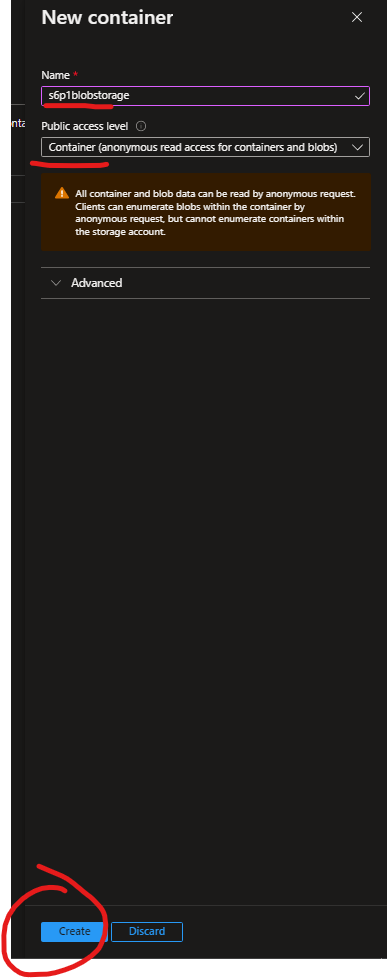 New container
Name *
s6p1blobstorage
Public access level
Container (anonymous read access for containers and blobs)
All container and blob data can be read by anonymous request.
Clients can enumerate blobs within the container by
anonymous request, but cannot enumerate containers within
the storage account.
Advanced
Create
Discard